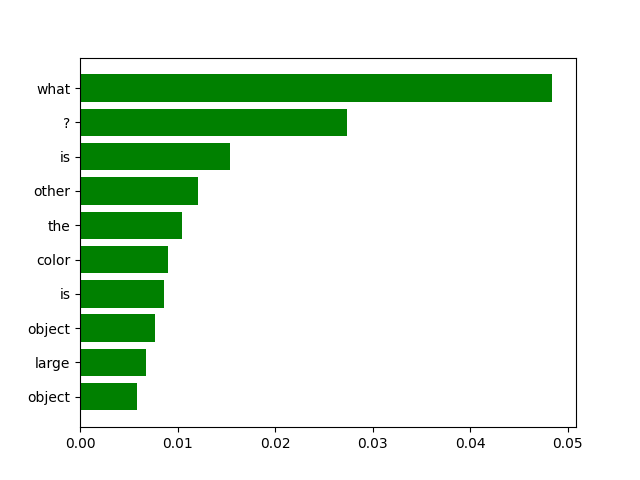 what
?
is
other
the
color
is
object
large
object
0.00 0.01 0.02 0.03 0.04 0.05